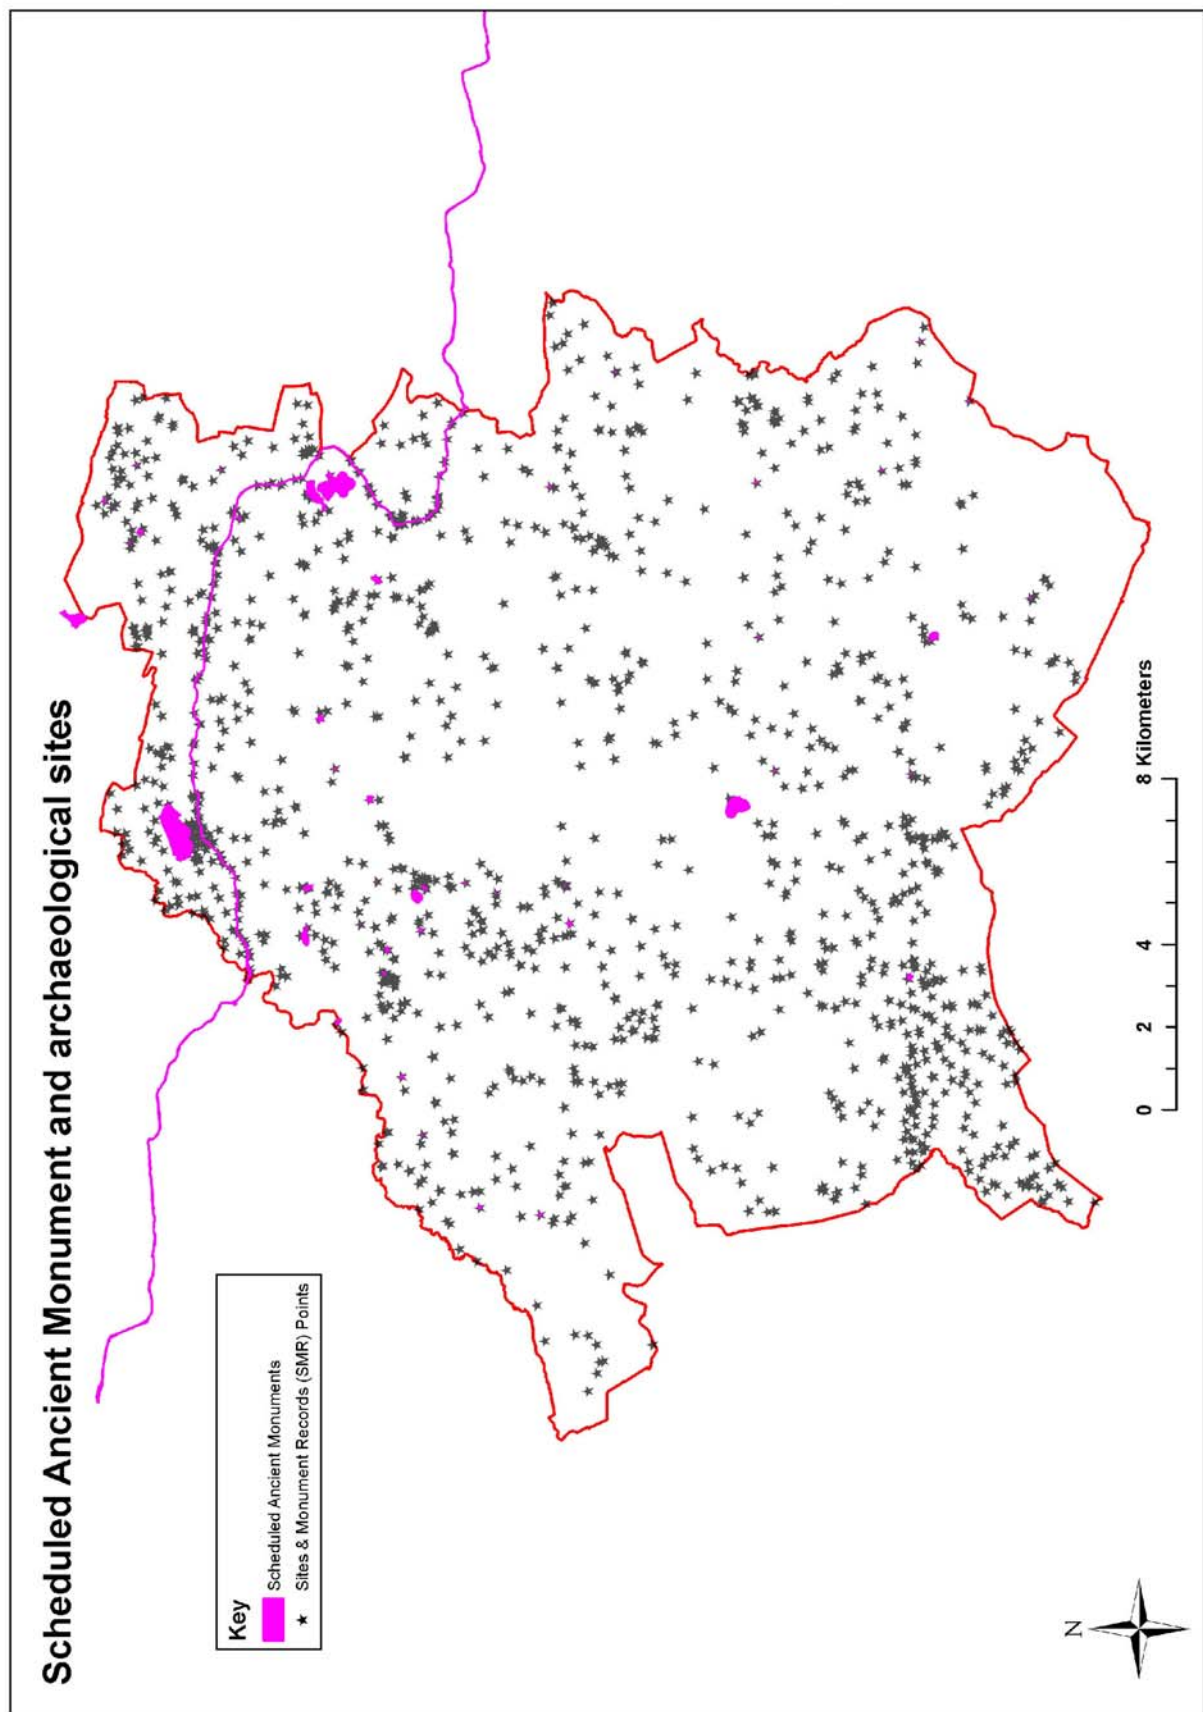 Scheduled Ancient Monument and archaeological sites
Key
Scheduled Ancient Monuments
Sites & Monument Records (SMR) Points
N
0 2 4 8 Kilometers